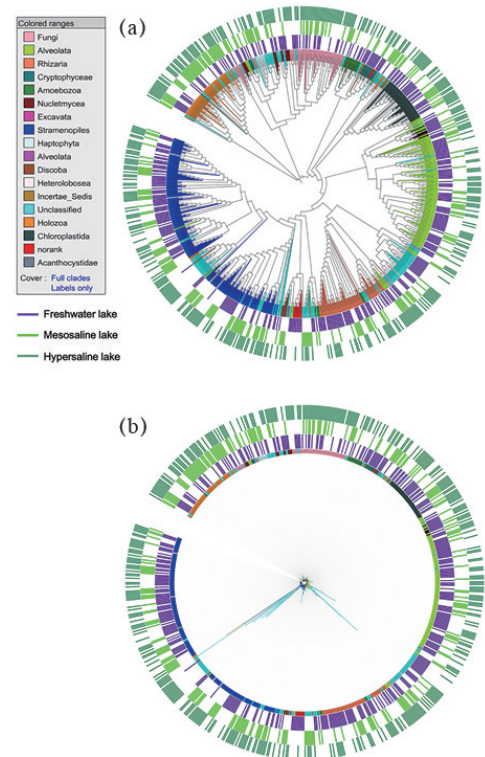 (a)
Colored ranges
Fungi
Alveolata
Rhizaria
Cryptophyceae
Amoebozoa
Nucletmycea
Excavata
Stramenopiles
Haptophyta
Alveolata
Discoba
Heterolobosea
Incertae_Sedis
Unclassified
Holozoa
Chloroplastida
norank
Acanthocystidae
Cover : Full clades
Labels only
Freshwater lake
Mesosaline lake
Hypersaline lake
(b)